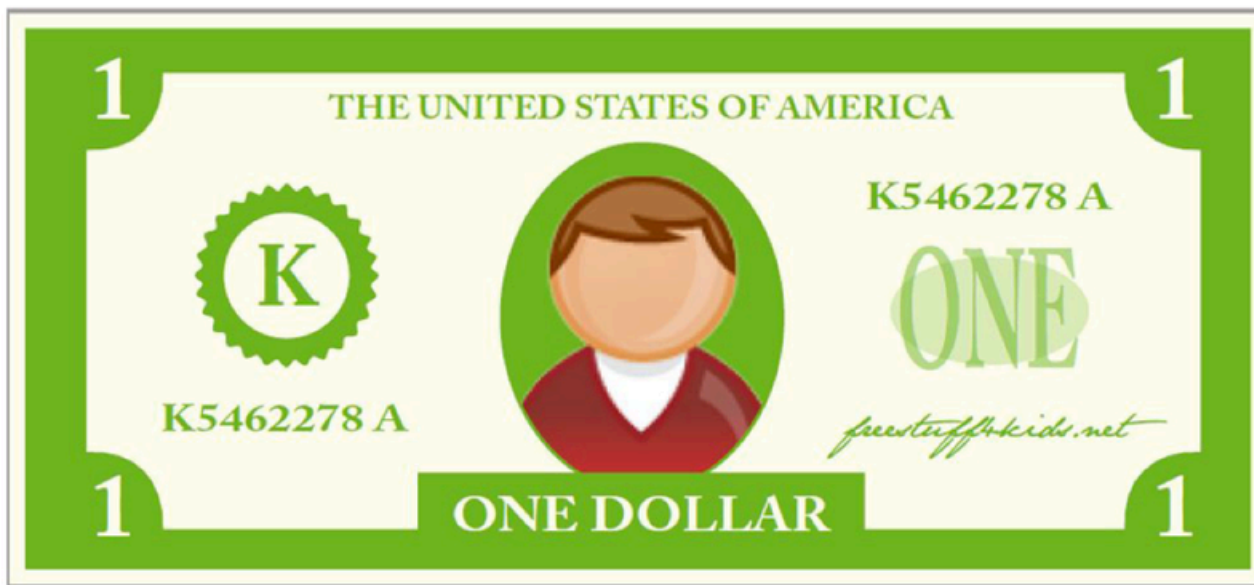 1 1
THE UNITED STATES OF AMERICA
K5462278 A
ONE
K
K5462278 A
freestuff4kids.net
1 1
ONE DOLLAR